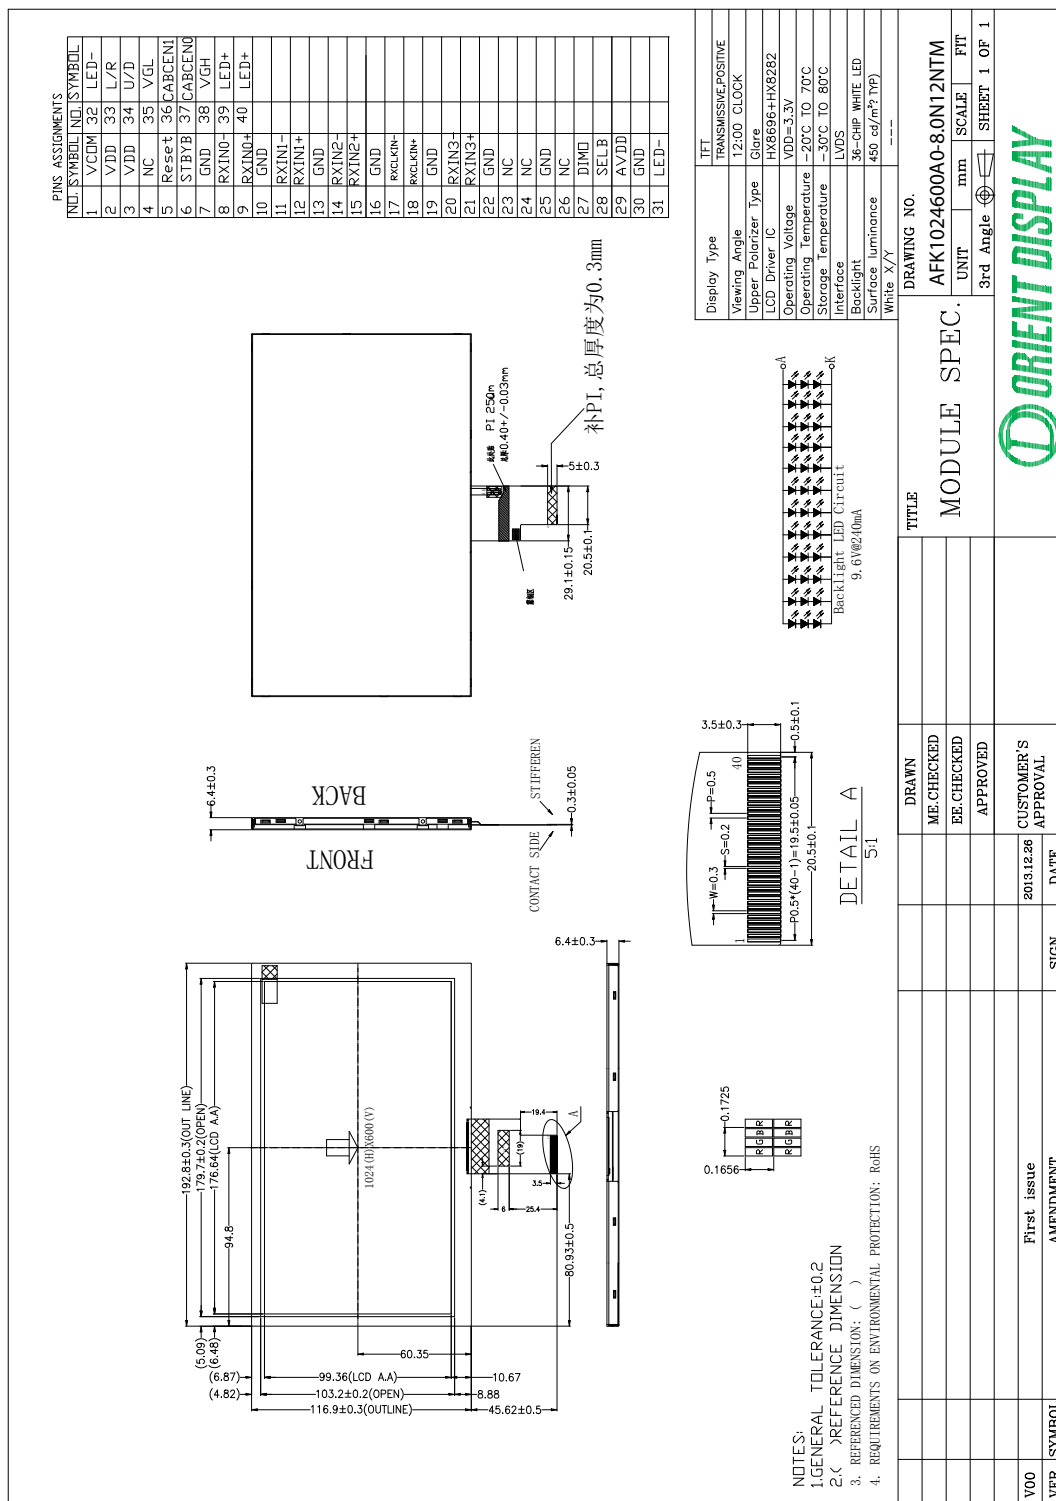 PINS ASSIGNMENTS
NO. SYMBOL NO. SYMBOL
1 VCOM 32 LED-
2 VDD 33 L/R
3 VDD 34 U/D
4 NC 35 VGL
5 Reset 36 CABCEN1
6 STBYB 37 CABCEN0
7 GND 38 VGH
8 RXIN0- 39 LED+
9 RXIN0+ 40 LED+
10 GND
11 RXIN1-
12 RXIN1+
13 GND
14 RXIN2-
15 RXIN2+
16 GND
17 RXCLKIN-
18 RXCLKIN+
19 GND
20 RXIN3-
21 RXIN3+
22 GND
23 NC
24 NC
25 GND
26 NC
27 DIMO
28 SELB
29 AVDD
30 GND
31 LED-
192.8±0.3(OUT LINE)
179.7±0.2(OPEN)
176.64(LCD A.A)
94.8
(5.09)
(6.48)
(6.87)
(4.82)
60.35
99.36(LCD A.A)
103.2±0.2(OPEN)
116.9±0.3(OUTLINE)
10.67
8.88
45.62±0.5
1024(H)X600(V)
19.4
(19)
A
(4.1)
3.5
6
25.4
80.93±0.5
6.4±0.3
6.4±0.3
BACK
FRONT
STIFFEREN
CONTACT SIDE
0.3±0.05
PI 250m
0.40+/-0.03mm
5±0.3
29.1±0.15
20.5±0.1
补PI,总厚度为0.3mm
3.5±0.3
P=0.5
S=0.2
W=0.3
40
1
0.5±0.1
P0.5*(40-1)=19.5±0.05
20.5±0.1
DETAIL A
5:1
0.1725
0.1656
R G B R
R G B R
A
K
Backlight LED Circuit
9.6V@240mA
Display Type TFT TRANSMISSIVE,POSITIVE
Viewing Angle 12:00 CLOCK
Upper Polarizer Type Glare
LCD Driver IC HX8696+HX8282
Operating Voltage VDD=3.3V
Operating Temperature -20°C TO 70°C
Storage Temperature -30°C TO 80°C
Interface LVDS
Backlight 36-CHIP WHITE LED
Surface luminance 450 cd/m²? TYP)
White X/Y ---
NOTES:
1.GENERAL TOLERANCE:±0.2
2.( )REFERENCE DIMENSION
3. REFERENCED DIMENSION: ( )
4. REQUIREMENTS ON ENVIRONMENTAL PROTECTION: RoHS
DRAWN
ME.CHECKED
EE.CHECKED
APPROVED
CUSTOMER'S APPROVAL
TITLE
MODULE SPEC.
DRAWING NO.
AFK1024600A0-8.0N12NTM
UNIT mm SCALE FIT
3rd Angle SHEET 1 OF 1
ORIENT DISPLAY
V00 First issue 2013.12.26
VER SYMBOL AMENDMENT SIGN DATE